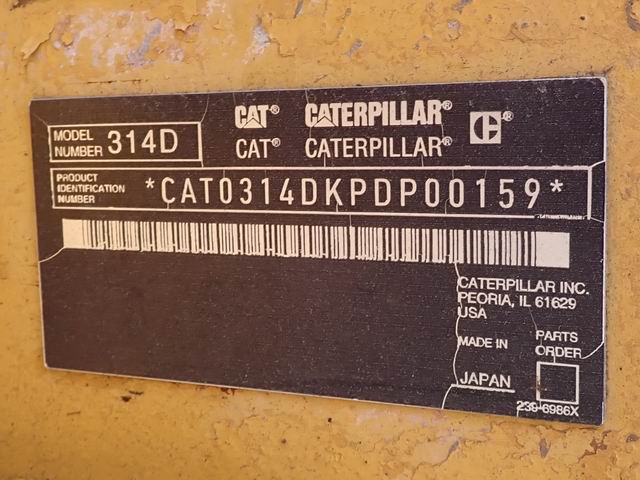 MODEL NUMBER 314D
CAT® CATERPILLAR® C®
CAT® CATERPILLAR®
PRODUCT IDENTIFICATION NUMBER *CAT0314DKPDP00159*
CATERPILLAR INC.
PEORIA, IL 61629
USA
MADE IN
JAPAN
PARTS
ORDER
239-6986X